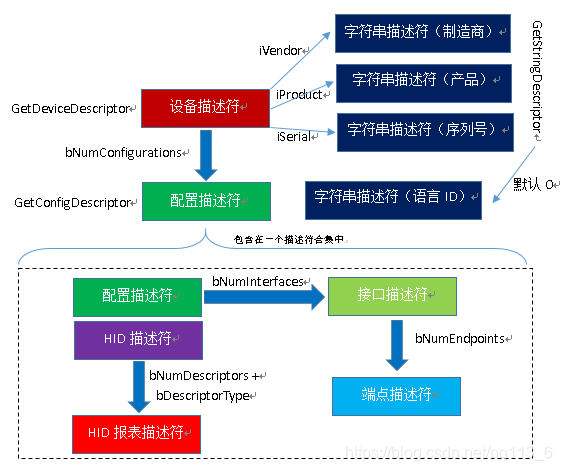 字符串描述符（制造商）
iVendor
字符串描述符（产品）
iProduct
GetDeviceDescriptor
设备描述符
字符串描述符（序列号）
iSerial
GetStringDescriptor
bNumConfigurations
默认 0
GetConfigDescriptor
配置描述符
字符串描述符（语言 ID）
包含在一个描述符合集中。
配置描述符
bNumInterfaces
接口描述符
HID 描述符
bNumEndpoints
bNumDescriptors +
bDescriptorType
端点描述符
HID 报表描述符
https://blog.csdn.net/pg113_6